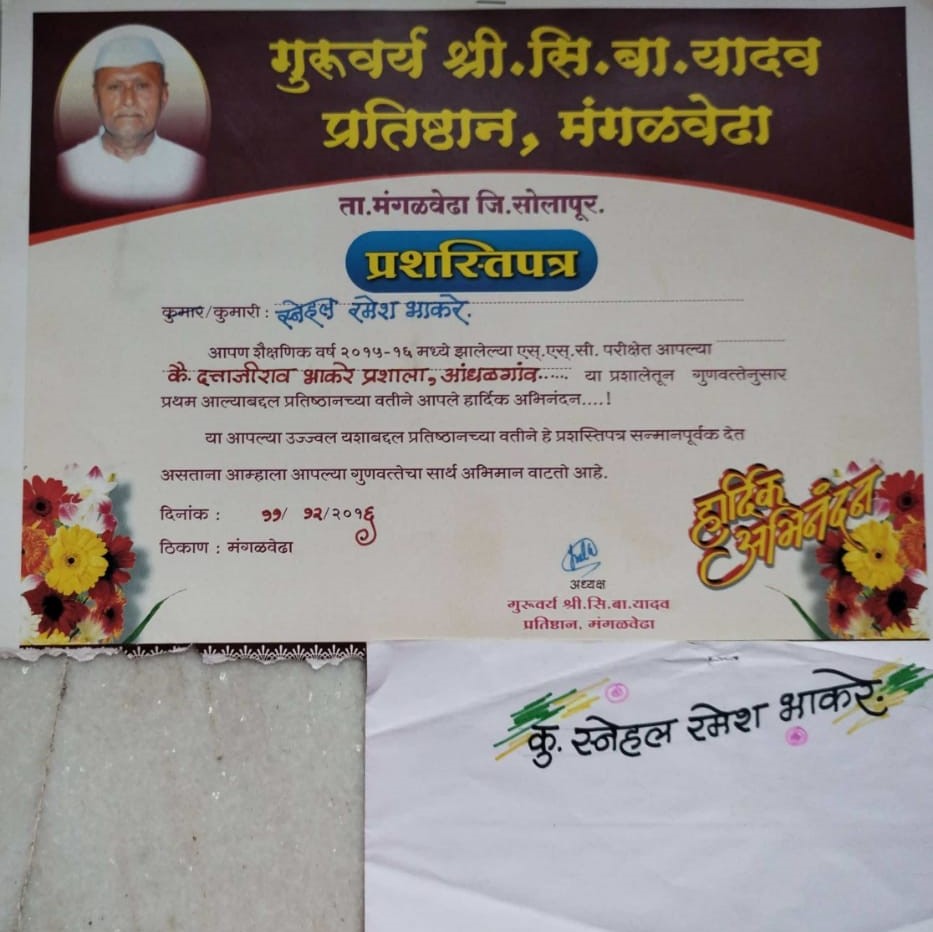 गुरूवर्य श्री.सि.बा.यादव
प्रतिष्ठान, मंगळवेढा
ता.मंगळवेढा जि.सोलापूर.
प्रशस्तिपत्र
कुमार/कुमारी : स्नेहल रमेश भाकरे.
आपण शैक्षणिक वर्ष २०१५-१६ मध्ये झालेल्या एस्.एस्.सी. परीक्षेत आपल्या
कै. दत्ताजीराव भाकरे प्रशाला, आंधळगांव..... या प्रशालेतून गुणवत्तेनुसार
प्रथम आल्याबद्दल प्रतिष्ठानच्या वतीने आपले हार्दिक अभिनंदन....!
या आपल्या उज्ज्वल यशाबद्दल प्रतिष्ठानच्या वतीने हे प्रशस्तिपत्र सन्मानपूर्वक देत
असताना आम्हाला आपल्या गुणवत्तेचा सार्थ अभिमान वाटतो आहे.
दिनांक : ११/ १२/२०१६
ठिकाण : मंगळवेढा
हार्दिक
अभिनंदन
अध्यक्ष
गुरूवर्य श्री.सि.बा.यादव
प्रतिष्ठान, मंगळवेढा
कु. स्नेहल रमेश भाकरे.